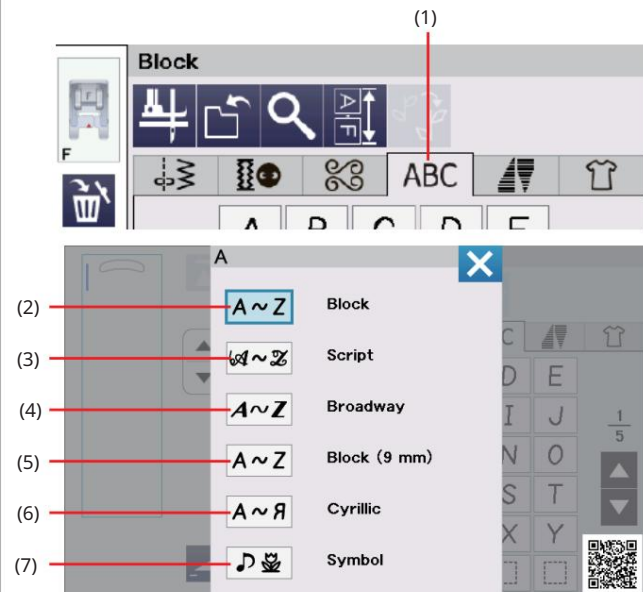 (1)
Block
F
ABC
A B C D E
A
(2) A ~ Z Block
(3) A ~ Z Script
(4) A ~ Z Broadway
(5) A ~ Z Block (9 mm)
(6) A ~ Я Cyrillic
(7) Symbol
C
D E
I J
N O
S T
X Y
1
5